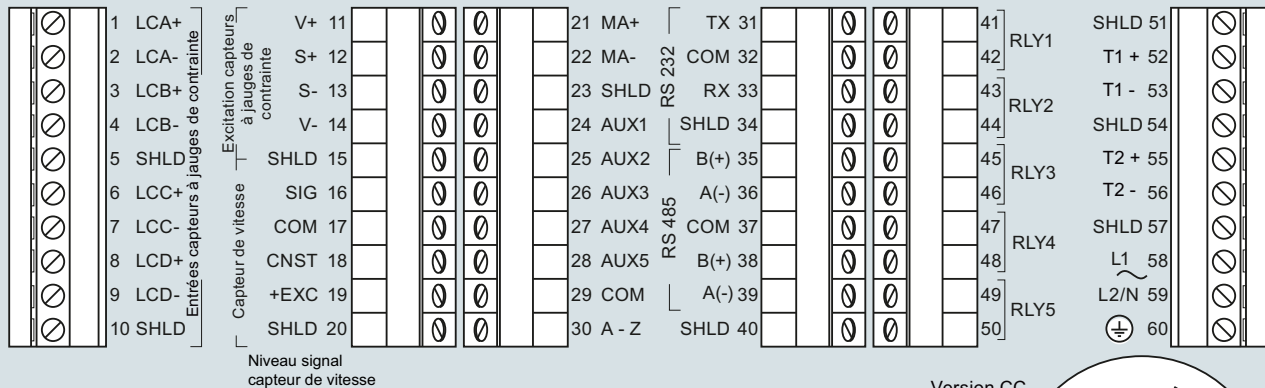 1 LCA+
2 LCA-
3 LCB+
4 LCB-
5 SHLD
6 LCC+
7 LCC-
8 LCD+
9 LCD-
10 SHLD
Entrées capteurs à jauges de contrainte
Excitation capteurs
à jauges de
contrainte
Capteur de vitesse
V+ 11
S+ 12
S- 13
V- 14
SHLD 15
SIG 16
COM 17
CNST 18
+EXC 19
SHLD 20
Niveau signal
capteur de vitesse
21 MA+
22 MA-
23 SHLD
24 AUX1
25 AUX2
26 AUX3
27 AUX4
28 AUX5
29 COM
30 A - Z
RS 232
RS 485
TX 31
COM 32
RX 33
SHLD 34
B(+) 35
A(-) 36
COM 37
B(+) 38
A(-) 39
SHLD 40
41
42
RLY1
43
44
RLY2
45
46
RLY3
47
48
RLY4
49
50
RLY5
SHLD 51
T1 + 52
T1 - 53
SHLD 54
T2 + 55
T2 - 56
SHLD 57
L1 58
L2/N 59
60
Version CC